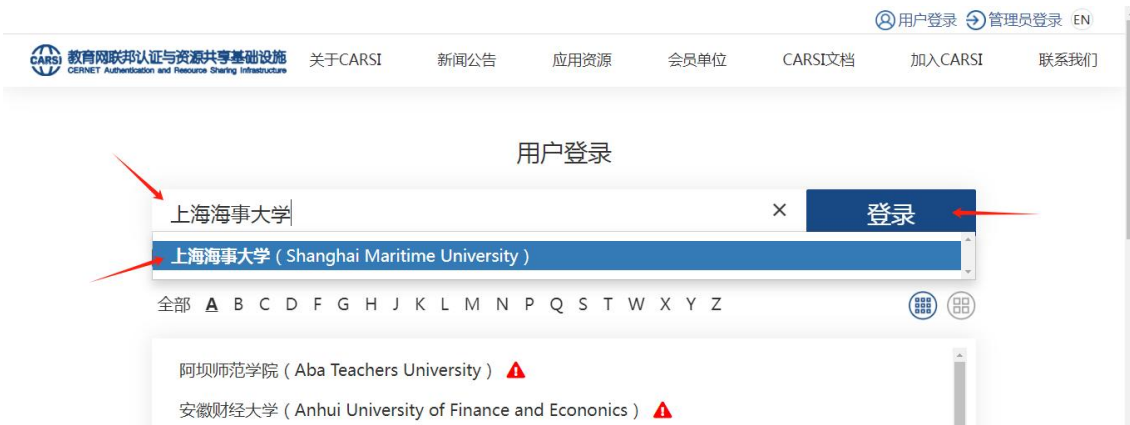 用户登录 管理员登录 EN
CARSI 教育网联邦认证与资源共享基础设施 关于CARSI 新闻公告 应用资源 会员单位 CARSI文档 加入CARSI 联系我们
CERNET Authentication and Resource Sharing Infrastructure
用户登录
上海海事大学 × 登录
上海海事大学 ( Shanghai Maritime University )
全部 A B C D F G H J K L M N P Q S T W X Y Z
阿坝师范学院 ( Aba Teachers University )
安徽财经大学 ( Anhui University of Finance and Econonics )